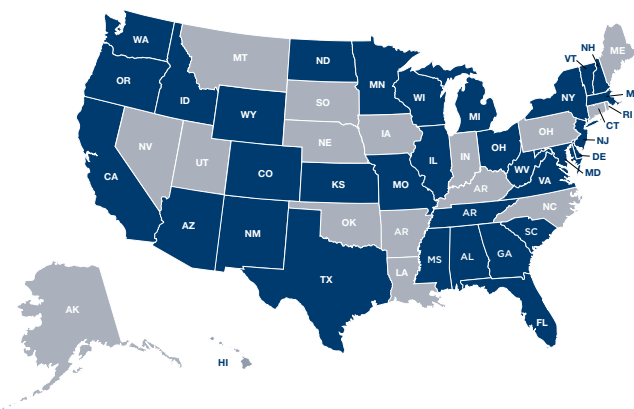 WA
MT
ND
MN
OR
ID
WY
SO
WI
MI
VT
NH
ME
NY
M
RI
CT
NV
UT
NE
IA
CO
IL
IN
OH
OH
NJ
DE
MD
WV
VA
CA
KS
MO
AR
AZ
NM
OK
AR
AR
NC
SC
TX
LA
MS
AL
GA
FL
AK
HI